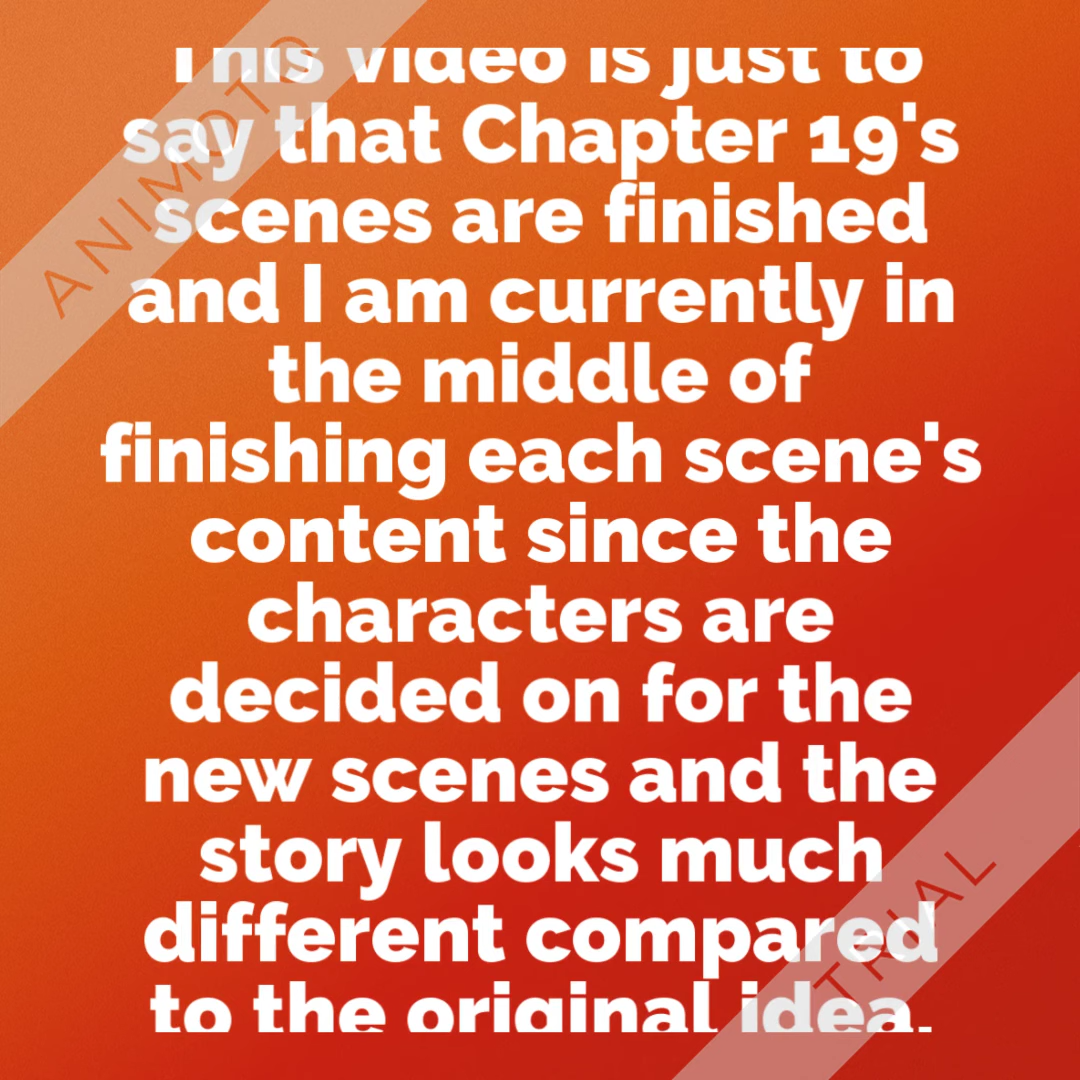 This video is just to
say that Chapter 19's
scenes are finished
and I am currently in
the middle of
finishing each scene's
content since the
characters are
decided on for the
new scenes and the
story looks much
different compared
to the original idea.
ANIMOTO
TRIAL